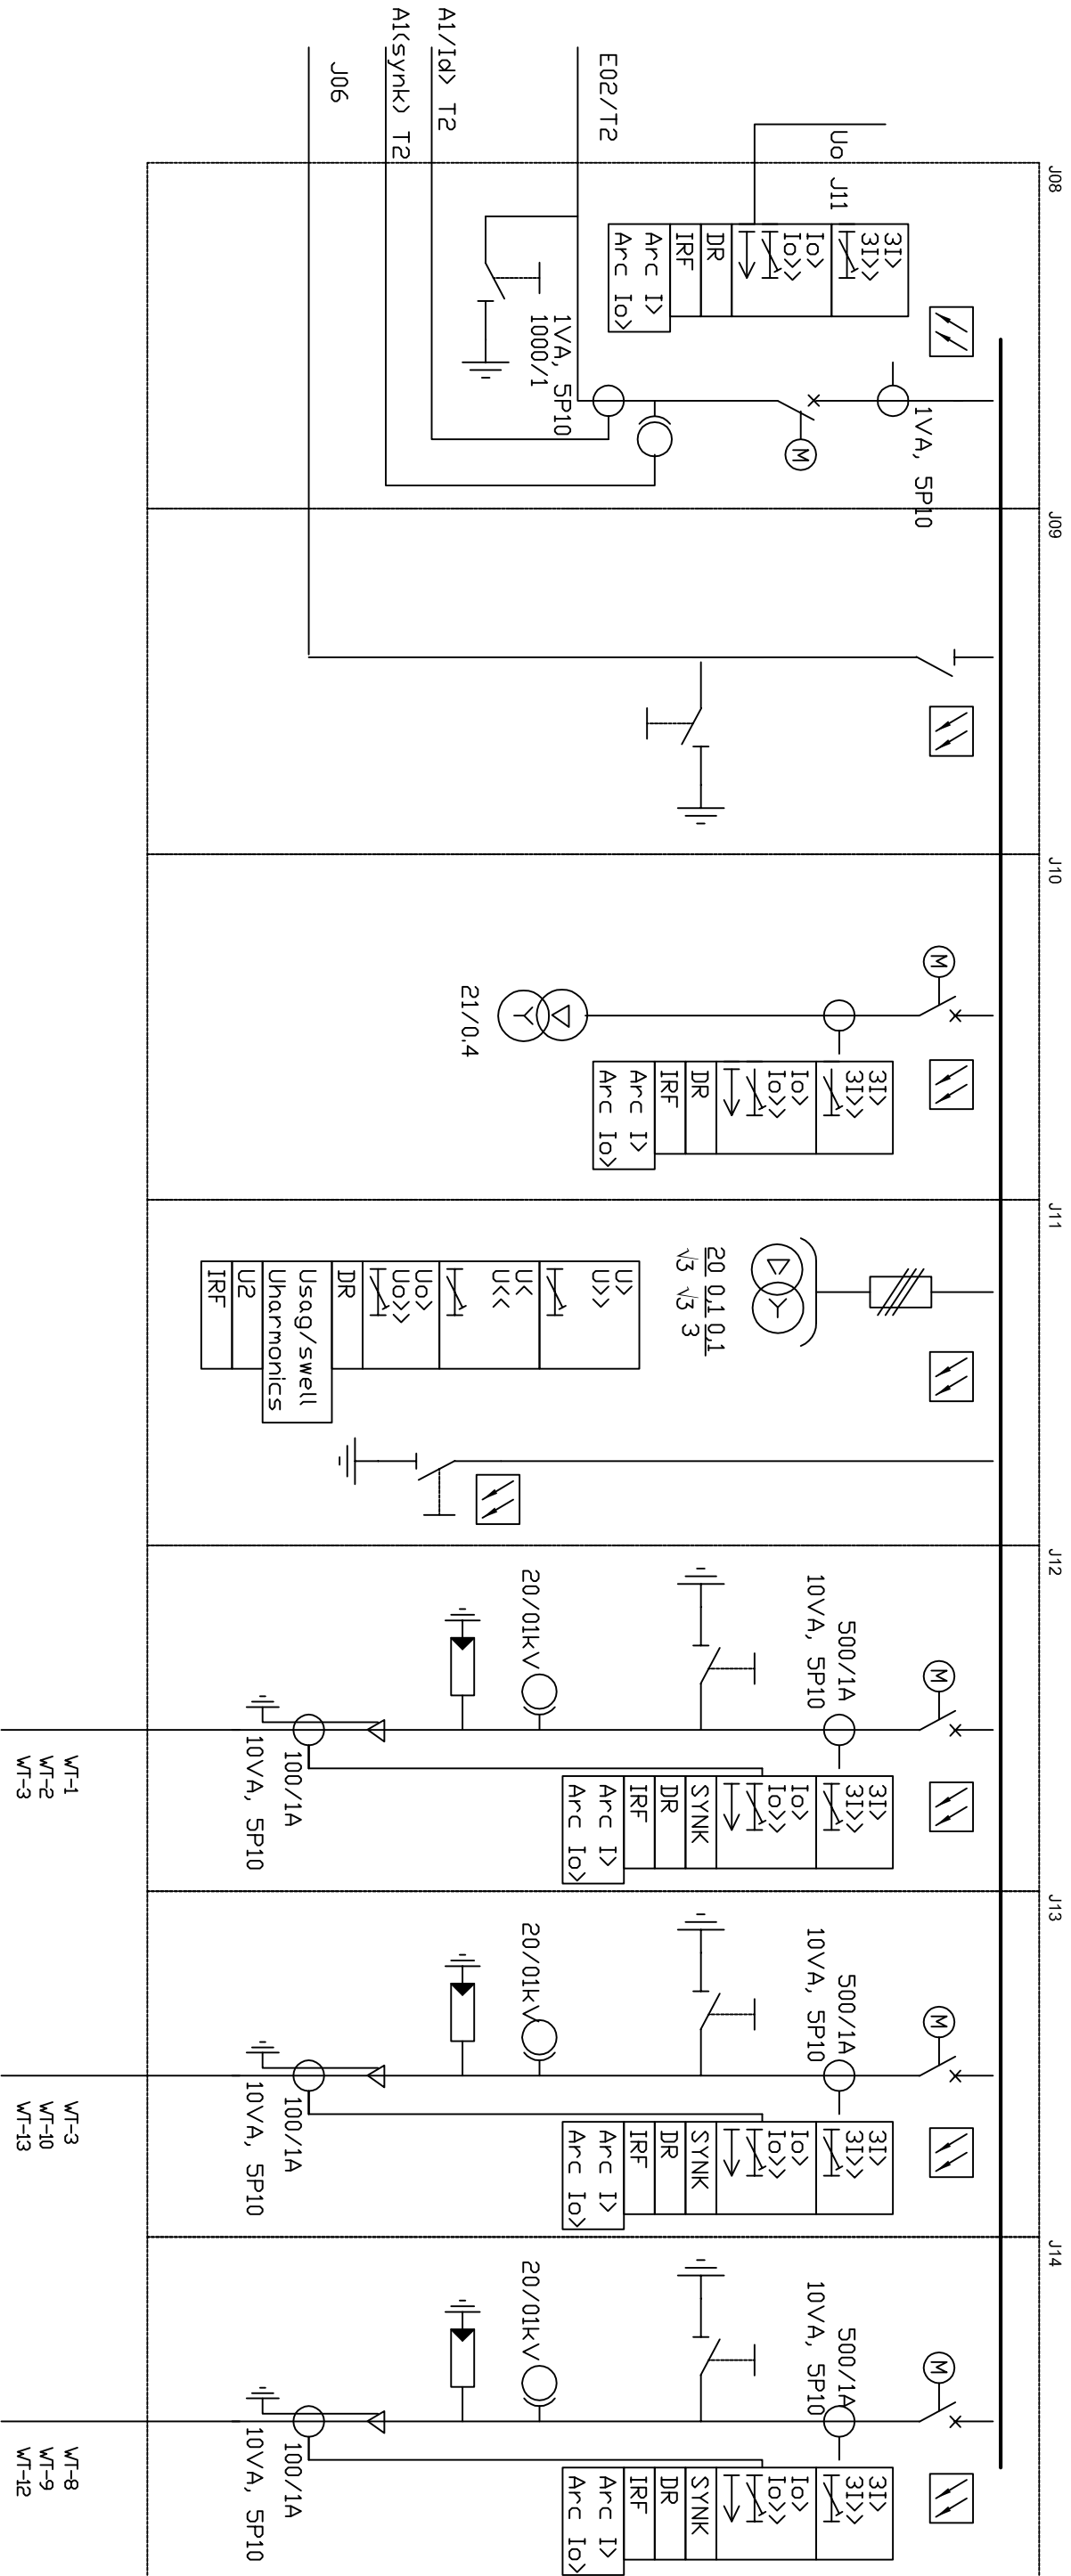 J08
Uo J11
3I>
3I>>
Io>
Io>>
DR
IRF
Arc I>
Arc Io>
1VA, 5P10
E02/T2
1VA, 5P10
1000/1
A1/Id> T2
A1(synk) T2
J06
M
J09
J10
M
3I>
3I>>
Io>
Io>>
DR
IRF
Arc I>
Arc Io>
21/0.4
J11
20 0,1 0,1
√3 √3 3
U>
U>>
U<
U<<
Uo>
Uo>>
DR
Usag/swell
Uharmonics
U2
IRF
J12
M
500/1A
10VA, 5P10
3I>
3I>>
Io>
Io>>
SYNK
DR
IRF
Arc I>
Arc Io>
20/01kV
100/1A
10VA, 5P10
WT-1
WT-2
WT-3
J13
M
500/1A
10VA, 5P10
3I>
3I>>
Io>
Io>>
SYNK
DR
IRF
Arc I>
Arc Io>
20/01kV
100/1A
10VA, 5P10
WT-3
WT-10
WT-13
J14
M
500/1A
10VA, 5P10
3I>
3I>>
Io>
Io>>
SYNK
DR
IRF
Arc I>
Arc Io>
20/01kV
100/1A
10VA, 5P10
WT-8
WT-9
WT-12